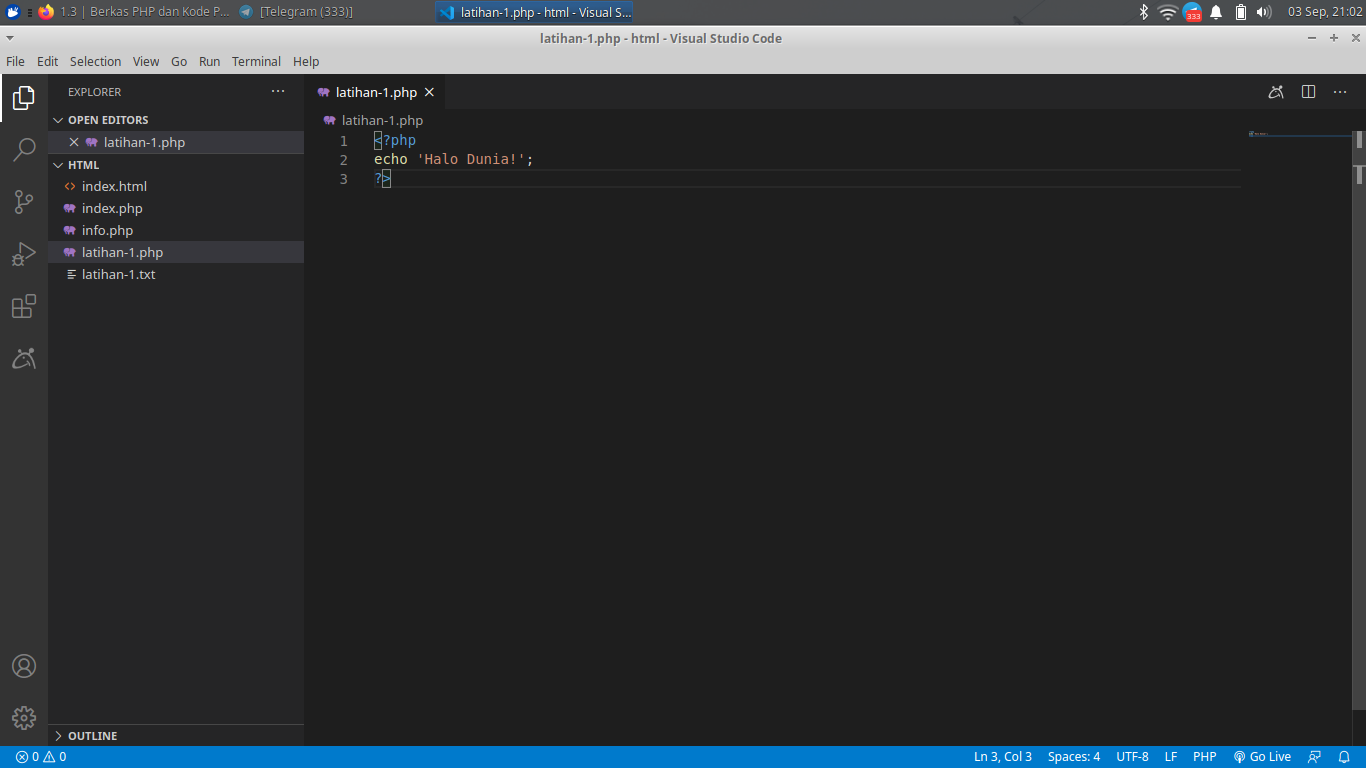 1.3 | Berkas PHP dan Kode P...
[Telegram (333)]
latihan-1.php - html - Visual S...
333
03 Sep, 21:02
latihan-1.php - html - Visual Studio Code
File Edit Selection View Go Run Terminal Help
EXPLORER
OPEN EDITORS
latihan-1.php
HTML
index.html
index.php
info.php
latihan-1.php
latihan-1.txt
OUTLINE
latihan-1.php
latihan-1.php
1 <?php
2 echo 'Halo Dunia!';
3 ?>
0 0
Ln 3, Col 3 Spaces: 4 UTF-8 LF PHP Go Live